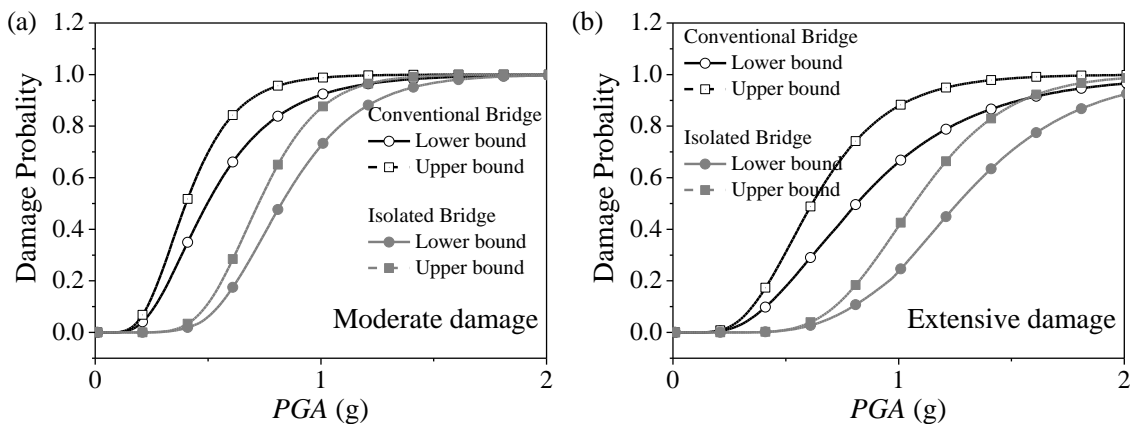 (a)
1.2
1.0
0.8
0.6
0.4
0.2
0.0
Damage Probality
Conventional Bridge
Lower bound
Upper bound
Isolated Bridge
Lower bound
Upper bound
Moderate damage
0
1
2
PGA (g)
(b)
1.2
1.0
0.8
0.6
0.4
0.2
0.0
Damage Probality
Conventional Bridge
Lower bound
Upper bound
Isolated Bridge
Lower bound
Upper bound
Extensive damage
0
1
2
PGA (g)